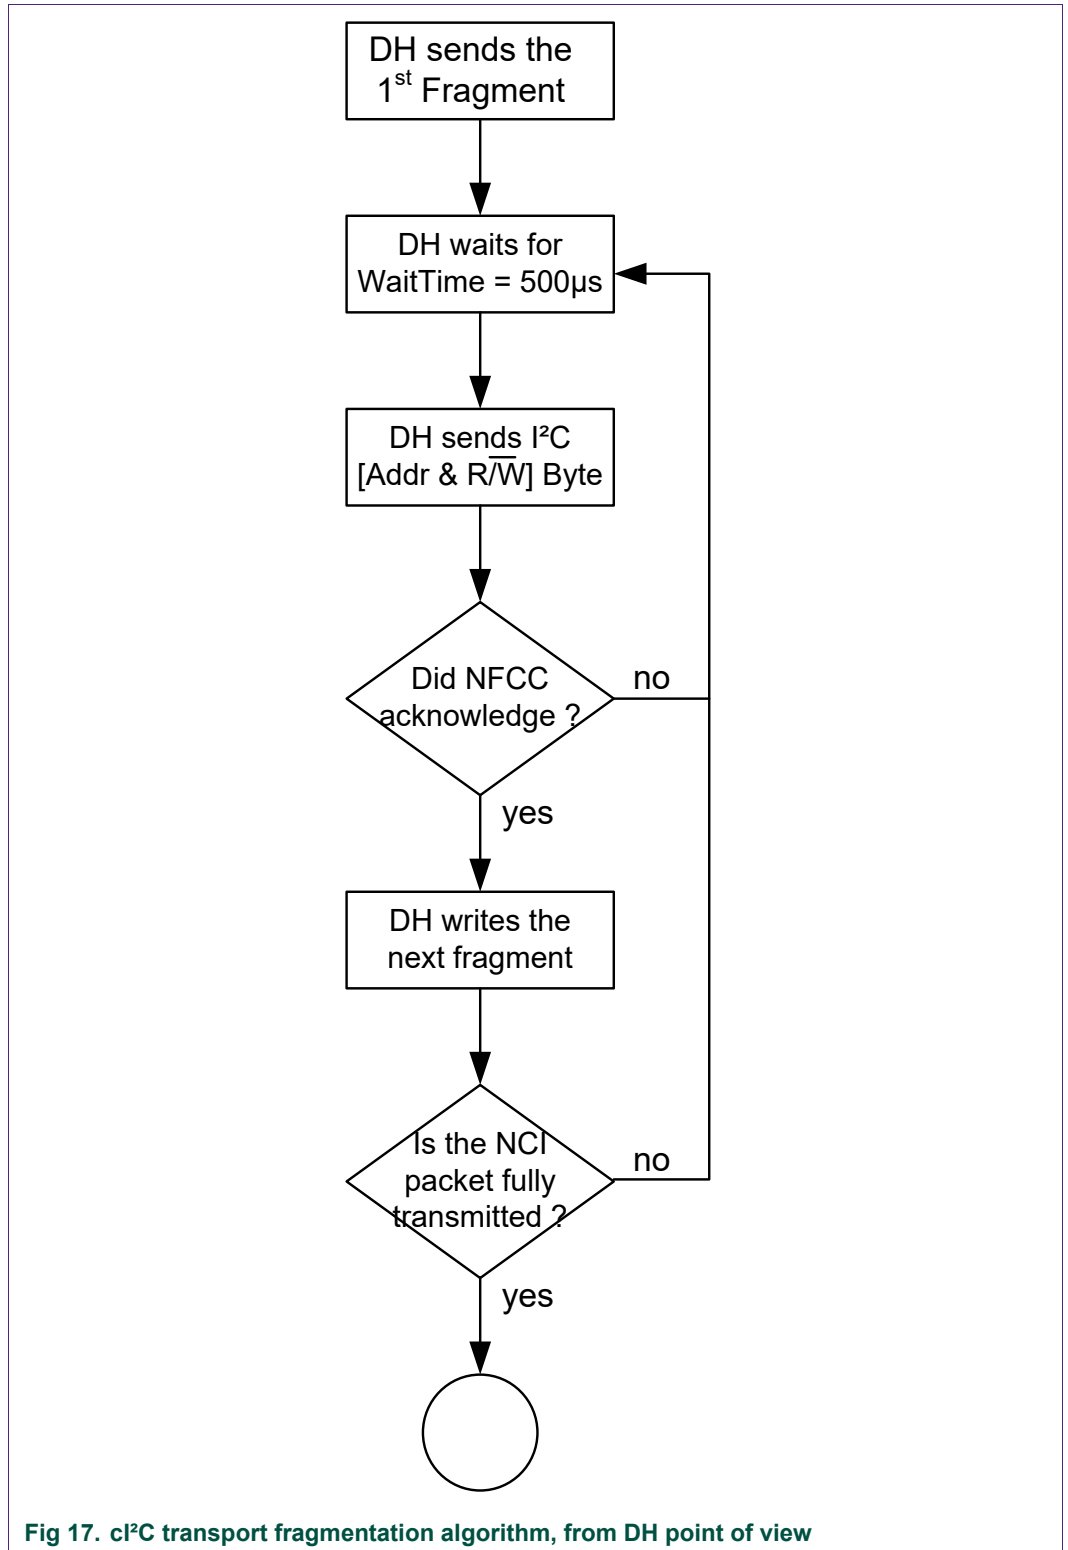 DH sends the
1st Fragment
DH waits for
WaitTime = 500µs
DH sends I²C
[Addr & R/W] Byte
Did NFCC
acknowledge ?
no
yes
DH writes the
next fragment
Is the NCI
packet fully
transmitted ?
no
yes
Fig 17. cI²C transport fragmentation algorithm, from DH point of view